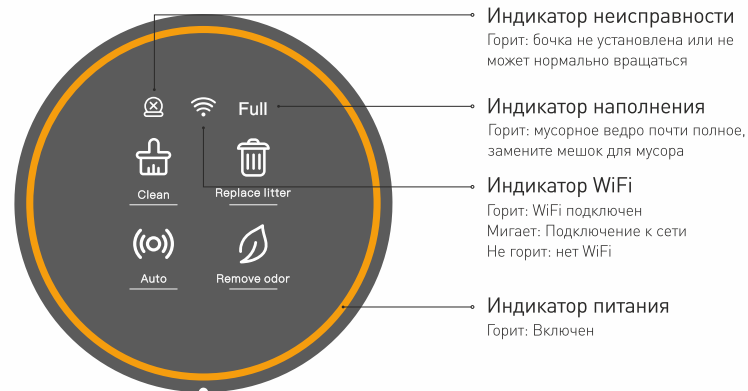 Индикатор неисправности
Горит: бочка не установлена или не
может нормально вращаться
Full
Индикатор наполнения
Горит: мусорное ведро почти полное,
замените мешок для мусора
Clean
Replace litter
Индикатор WiFi
Горит: WiFi подключен
Мигает: Подключение к сети
Не горит: нет WiFi
Auto
Remove odor
Индикатор питания
Горит: Включен